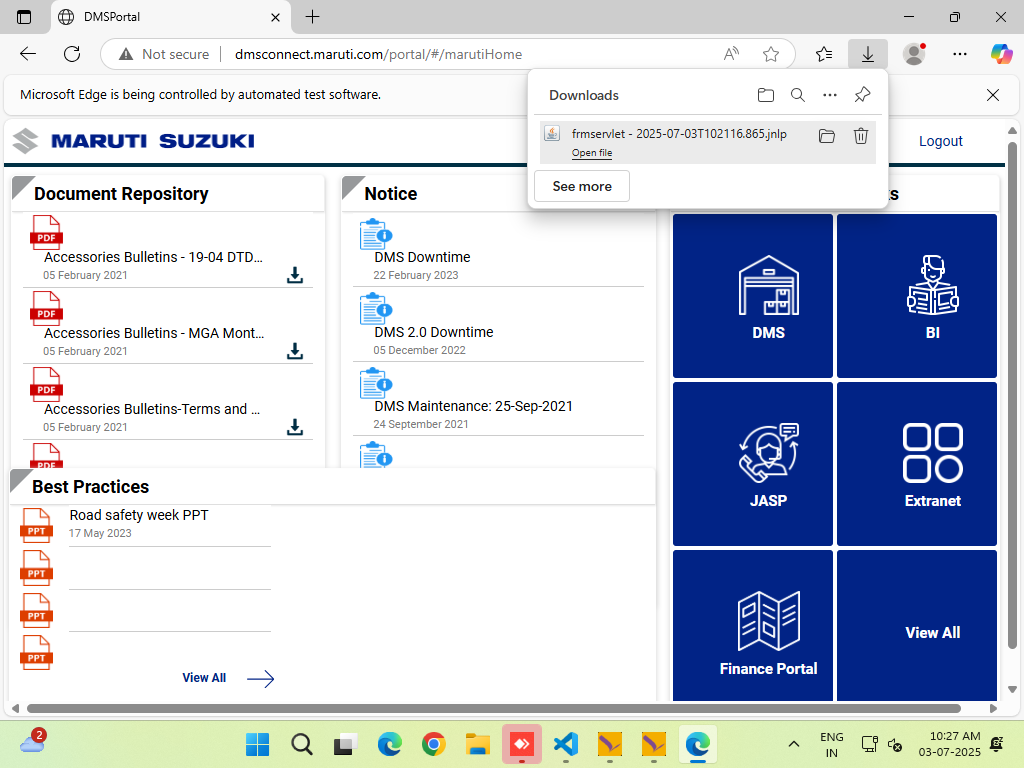 DMSPortal
Not secure
dmsconnect.maruti.com/portal/#/marutiHome
Microsoft Edge is being controlled by automated test software.
Downloads
frmservlet - 2025-07-03T102116.865.jnlp
Open file
See more
MARUTI SUZUKI
Logout
Document Repository
PDF
Accessories Bulletins - 19-04 DTD...
05 February 2021
PDF
Accessories Bulletins - MGA Mont...
05 February 2021
PDF
Accessories Bulletins-Terms and ...
05 February 2021
PDF
Notice
DMS Downtime
22 February 2023
DMS 2.0 Downtime
05 December 2022
DMS Maintenance: 25-Sep-2021
24 September 2021
Best Practices
PPT
Road safety week PPT
17 May 2023
PPT
PPT
PPT
View All
DMS
BI
JASP
Extranet
Finance Portal
View All
2
ENG
IN
10:27 AM
03-07-2025